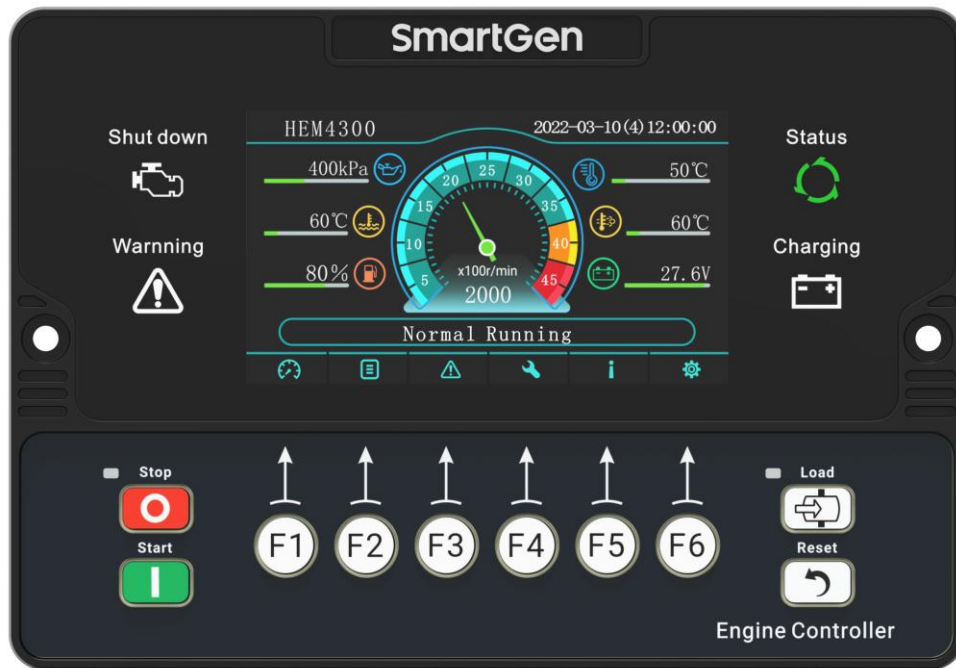 SmartGen
Shut down
Warnning
HEM4300
2022-03-10(4)12:00:00
400kPa
60℃
80%
5
10
15
20
25
30
35
40
45
x100r/min
2000
50℃
60℃
27.6V
Normal Running
Status
Charging
Stop
Start
F1
F2
F3
F4
F5
F6
Load
Reset
Engine Controller